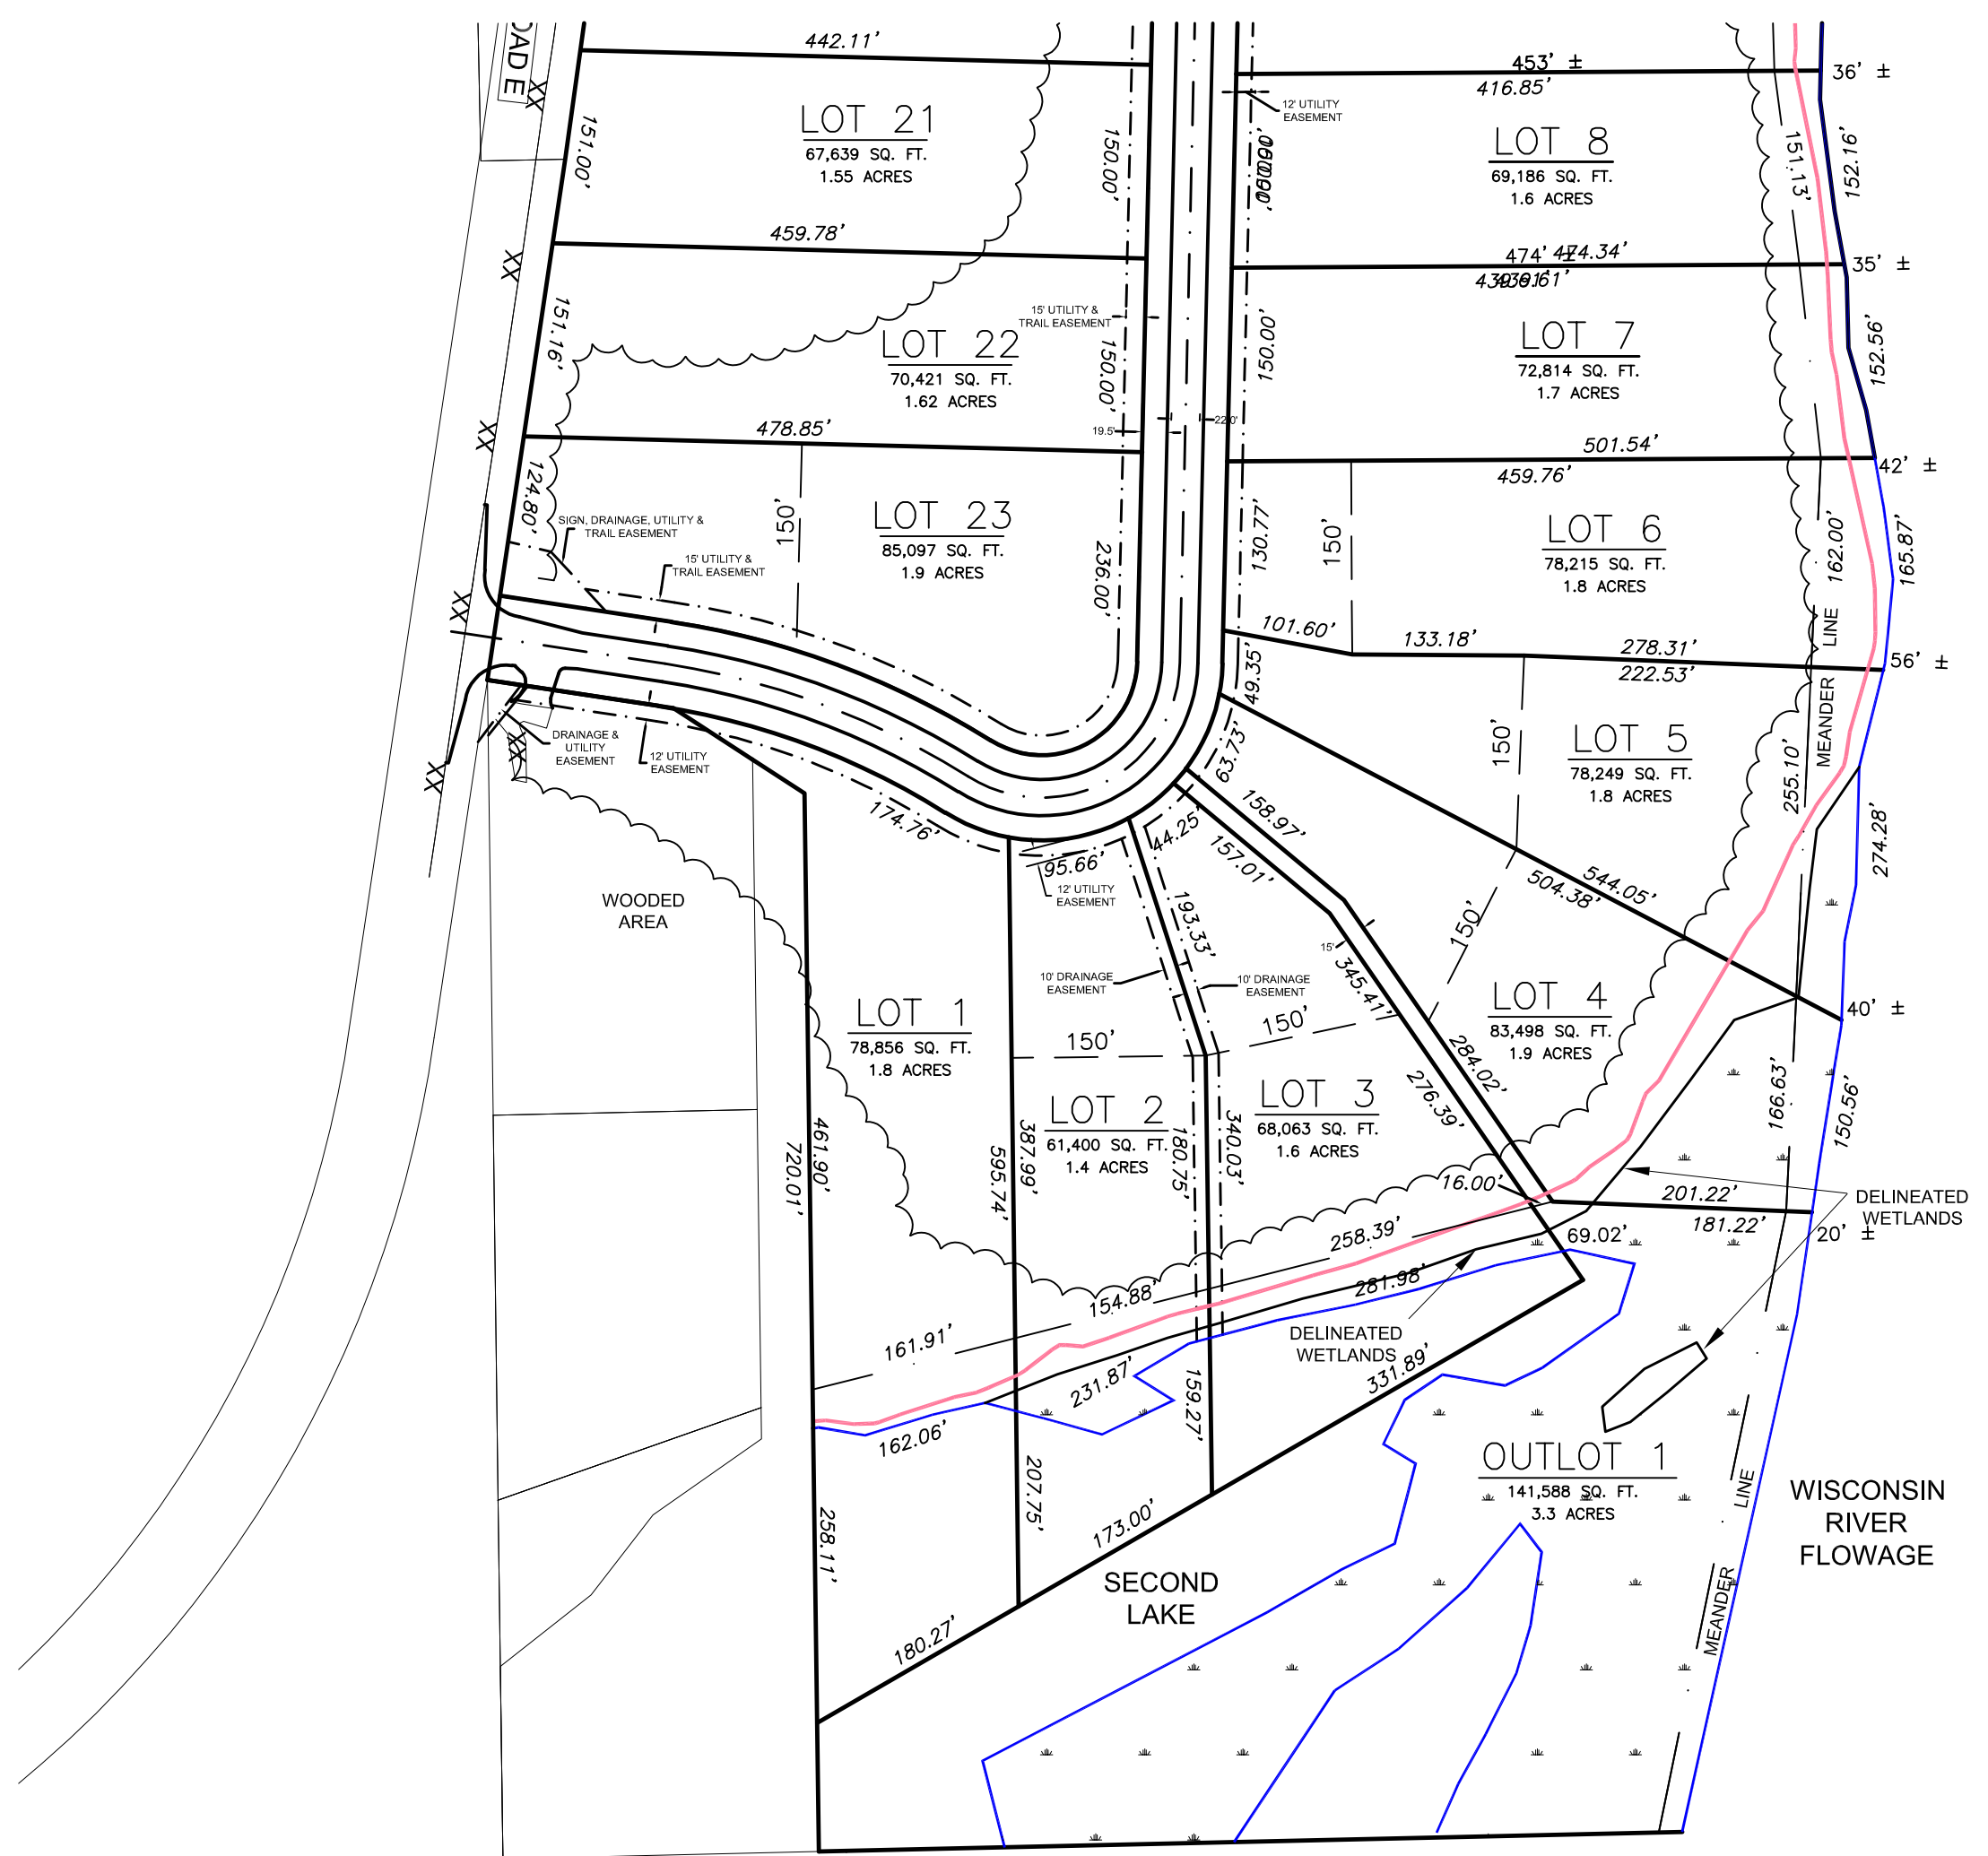 OAD E
XX
442.11'
453' ±
416.85'
36' ±
12' UTILITY
EASEMENT
LOT 21
67,639 SQ. FT.
1.55 ACRES
151.00'
150.00'
LOT 8
69,186 SQ. FT.
1.6 ACRES
151.13'
152.16'
XX
459.78'
474' ±
474.34'
439.61'
35' ±
15' UTILITY &
TRAIL EASEMENT
151.16'
LOT 22
70,421 SQ. FT.
1.62 ACRES
150.00'
150.00'
LOT 7
72,814 SQ. FT.
1.7 ACRES
152.56'
XX
478.85'
19.5'
22.0'
501.54'
459.76'
42' ±
124.80'
SIGN, DRAINAGE, UTILITY &
TRAIL EASEMENT
15' UTILITY &
TRAIL EASEMENT
150'
LOT 23
85,097 SQ. FT.
1.9 ACRES
236.00'
130.77'
150'
LOT 6
78,215 SQ. FT.
1.8 ACRES
162.00'
165.87'
XX
101.60'
133.18'
278.31'
222.53'
56' ±
MEANDER LINE
49.35'
DRAINAGE &
UTILITY
EASEMENT
12' UTILITY
EASEMENT
XX
XX
63.73'
150'
LOT 5
78,249 SQ. FT.
1.8 ACRES
255.10'
274.28'
174.76'
95.66'
44.25'
158.97'
157.01'
12' UTILITY
EASEMENT
WOODED
AREA
193.33'
544.05'
504.38'
150'
15'
345.41'
10' DRAINAGE
EASEMENT
10' DRAINAGE
EASEMENT
LOT 1
78,856 SQ. FT.
1.8 ACRES
150'
150'
LOT 4
83,498 SQ. FT.
1.9 ACRES
40' ±
284.02'
276.39'
166.63'
150.56'
LOT 2
61,400 SQ. FT.
1.4 ACRES
LOT 3
68,063 SQ. FT.
1.6 ACRES
461.90'
720.01'
387.99'
595.74'
180.75'
340.03'
16.00'
201.22'
181.22'
20' ±
DELINEATED
WETLANDS
69.02'
258.39'
281.98'
154.88'
161.91'
DELINEATED
WETLANDS
231.87'
331.89'
159.27'
162.06'
207.75'
258.11'
173.00'
180.27'
OUTLOT 1
141,588 SQ. FT.
3.3 ACRES
MEANDER LINE
WISCONSIN
RIVER
FLOWAGE
SECOND
LAKE